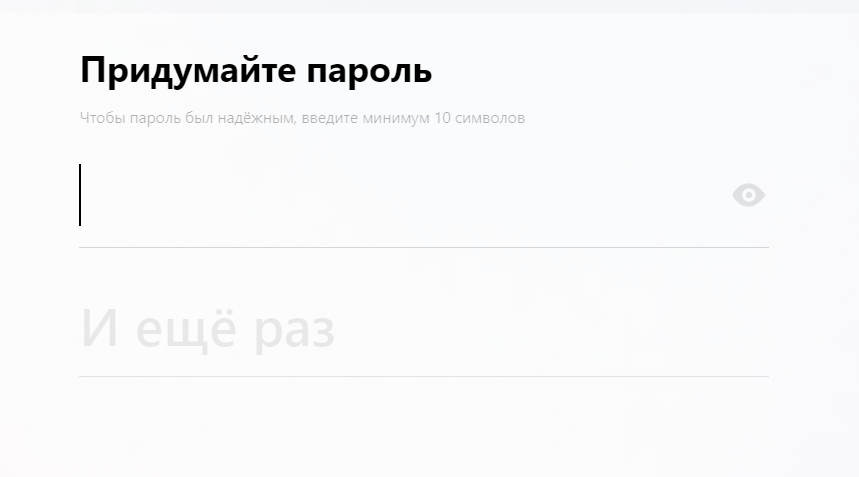 Придумайте пароль
Чтобы пароль был надёжным, введите минимум 10 символов
И ещё раз